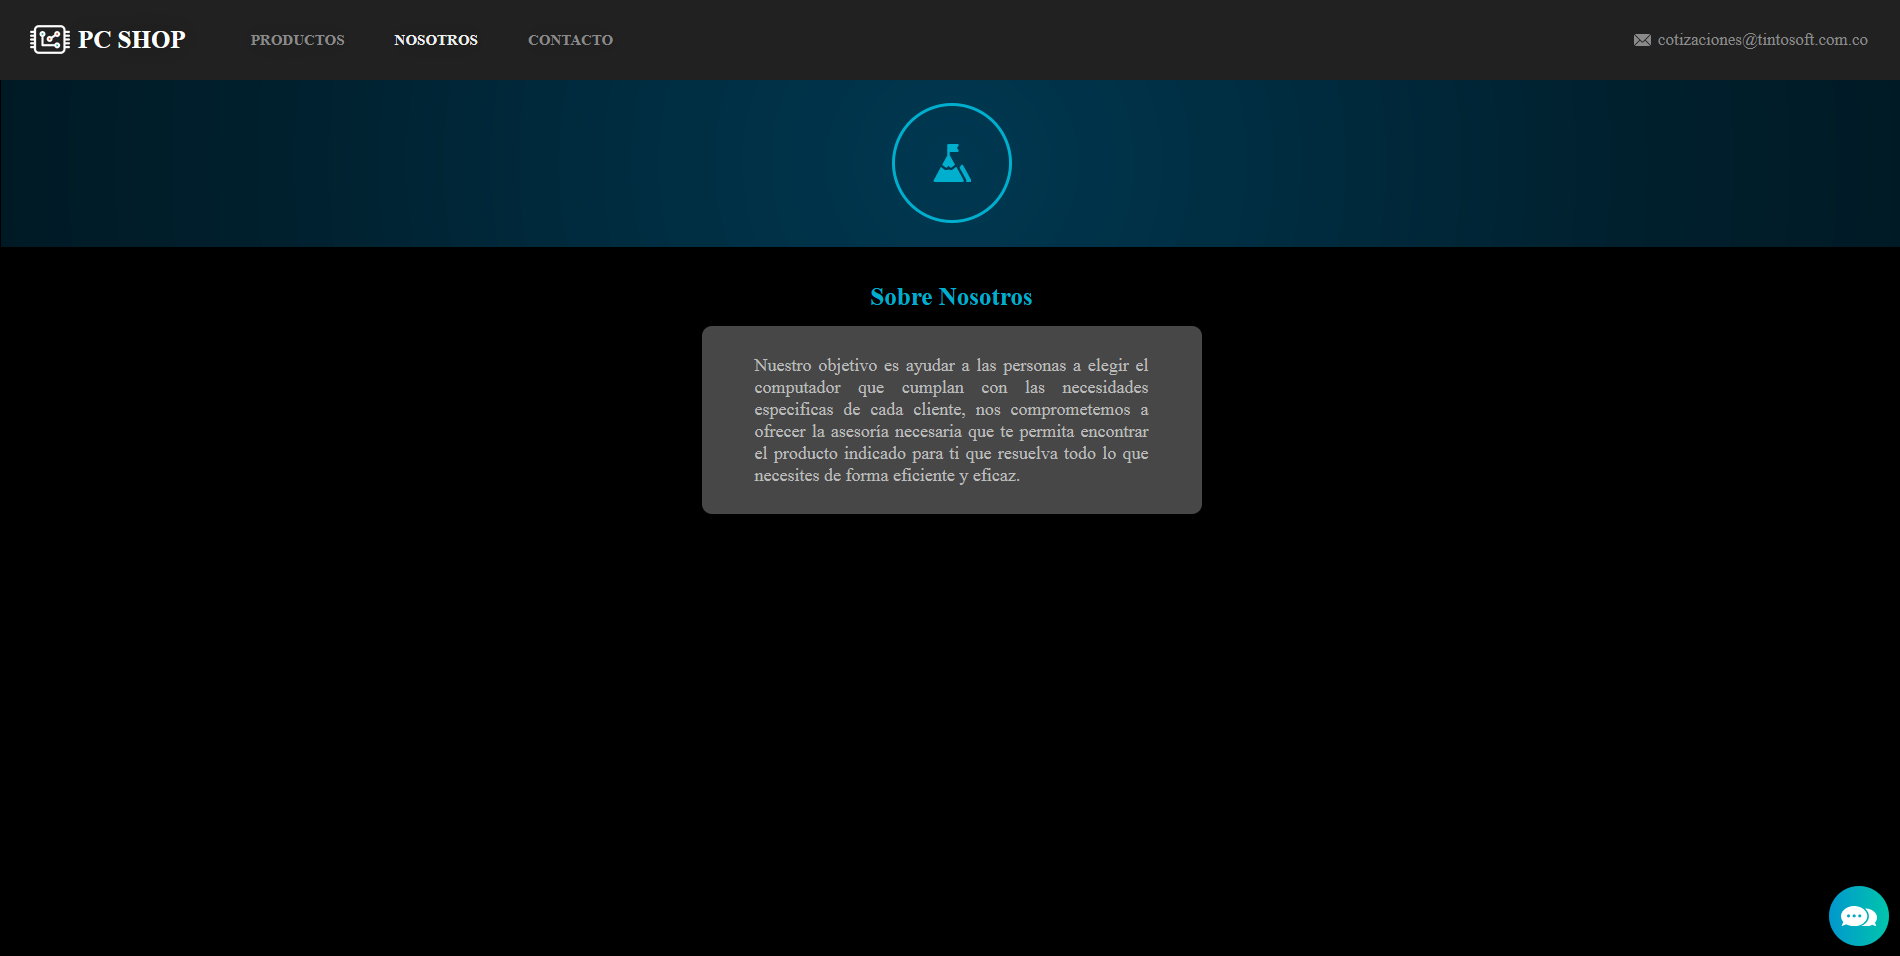 PC SHOP
PRODUCTOS
NOSOTROS
CONTACTO
cotizaciones@tintosoft.com.co
Sobre Nosotros
Nuestro objetivo es ayudar a las personas a elegir el
computador que cumplan con las necesidades
especificas de cada cliente, nos comprometemos a
ofrecer la asesoría necesaria que te permita encontrar
el producto indicado para ti que resuelva todo lo que
necesites de forma eficiente y eficaz.